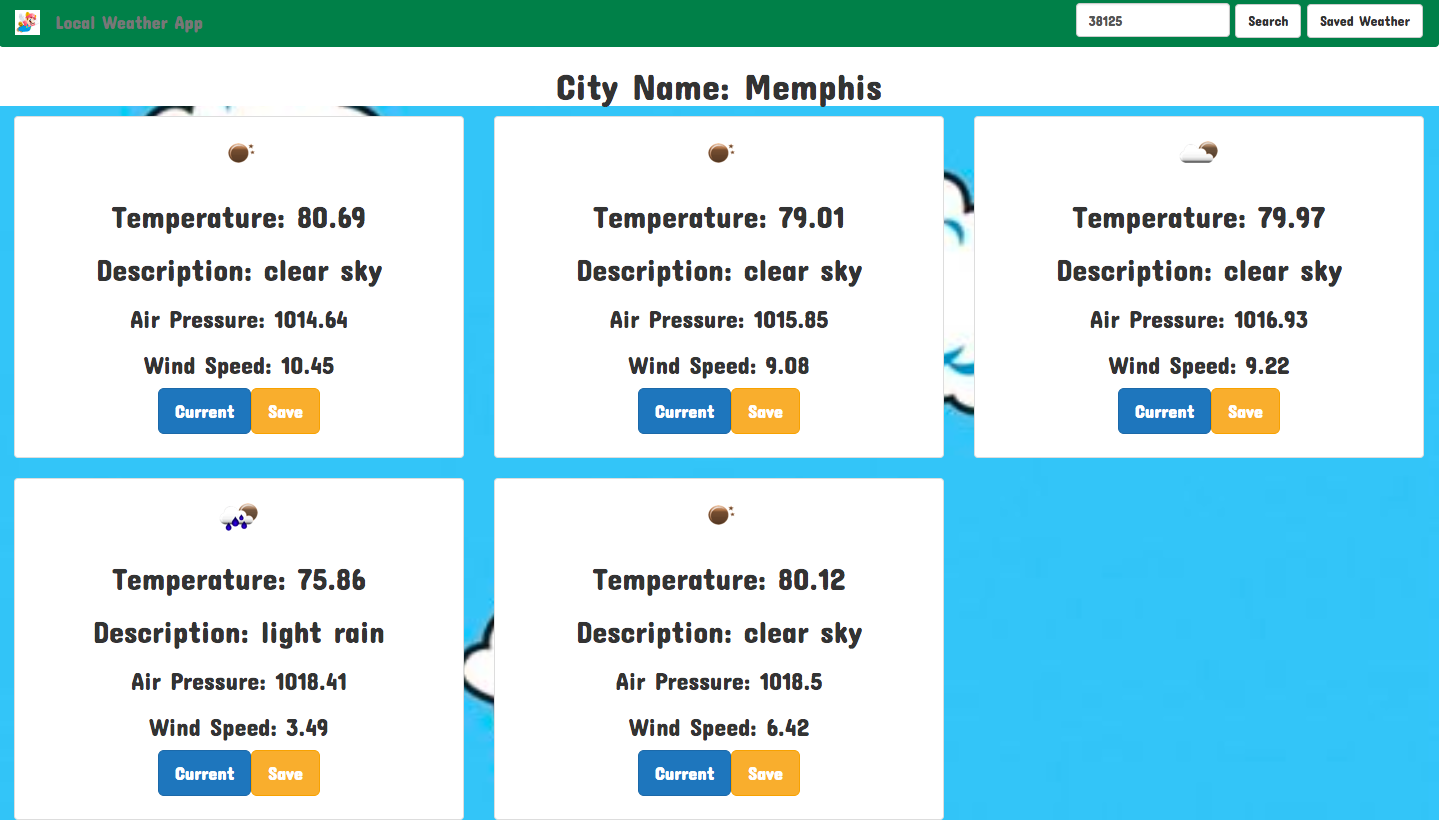 Local Weather App
38125
Search
Saved Weather
City Name: Memphis
Temperature: 80.69
Description: clear sky
Air Pressure: 1014.64
Wind Speed: 10.45
Current
Save
Temperature: 79.01
Description: clear sky
Air Pressure: 1015.85
Wind Speed: 9.08
Current
Save
Temperature: 79.97
Description: clear sky
Air Pressure: 1016.93
Wind Speed: 9.22
Current
Save
Temperature: 75.86
Description: light rain
Air Pressure: 1018.41
Wind Speed: 3.49
Current
Save
Temperature: 80.12
Description: clear sky
Air Pressure: 1018.5
Wind Speed: 6.42
Current
Save